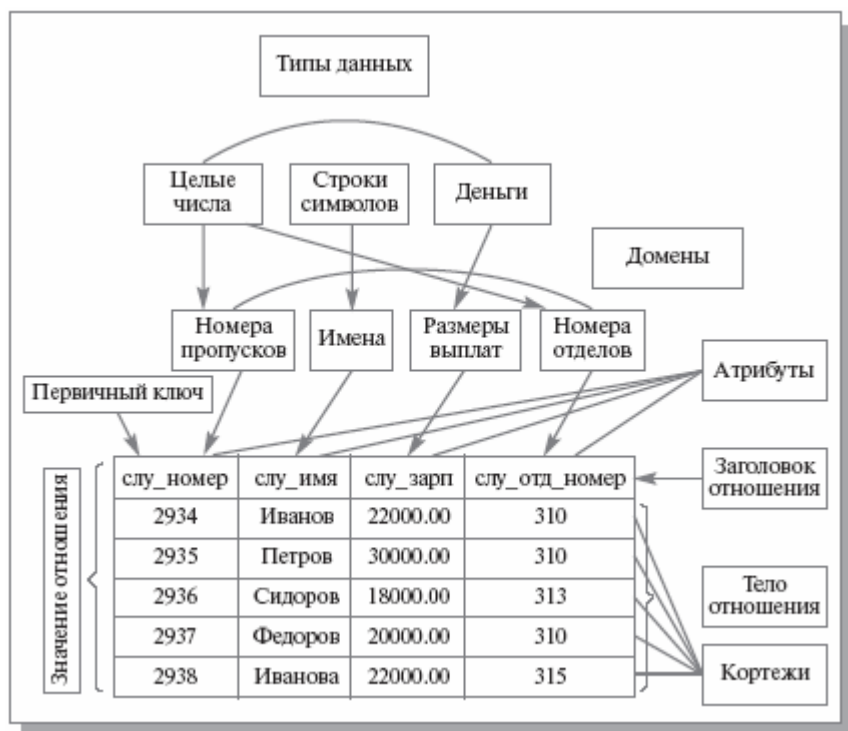 Типы данных
Целые
числа
Строки
символов
Деньги
Домены
Номера
пропусков
Имена
Размеры
выплат
Номера
отделов
Атрибуты
Первичный ключ
Заголовок
отношения
слу_номер слу_имя слу_зарп слу_отд_номер
2934 Иванов 22000.00 310
2935 Петров 30000.00 310
2936 Сидоров 18000.00 313
2937 Федоров 20000.00 310
2938 Иванова 22000.00 315
Значение отношения
Тело
отношения
Кортежи